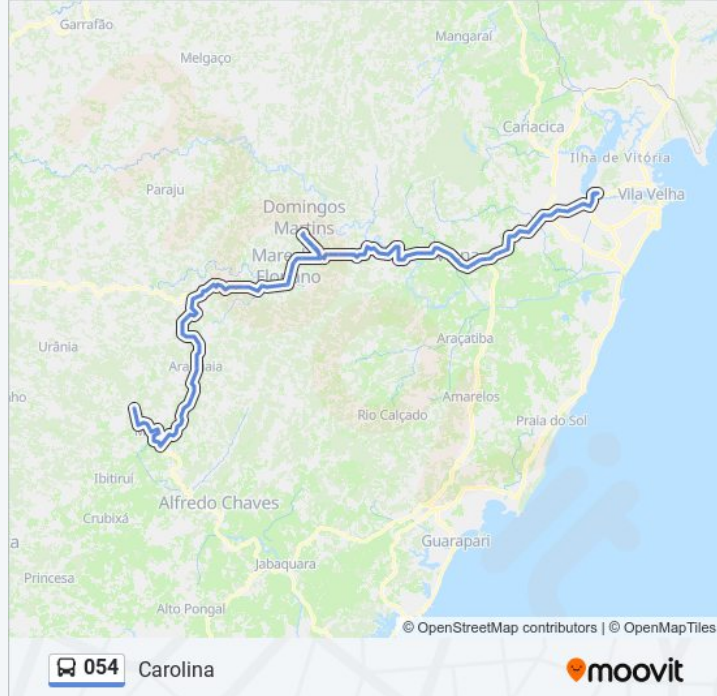 Garrafão
Mangaraí
Melgaço
Cariacica
Ilha de Vitória
Paraju
Vila Velha
Domingos
Martins
Urânia
Araçatiba
Amarelos
Rio Calçado
Praia do Sol
Ibitiruí
Alfredo Chaves
Crubixá
Guarapari
Jabaquara
Princesa
Alto Pongal
© OpenStreetMap contributors | © OpenMapTiles
054 Carolina
moovit